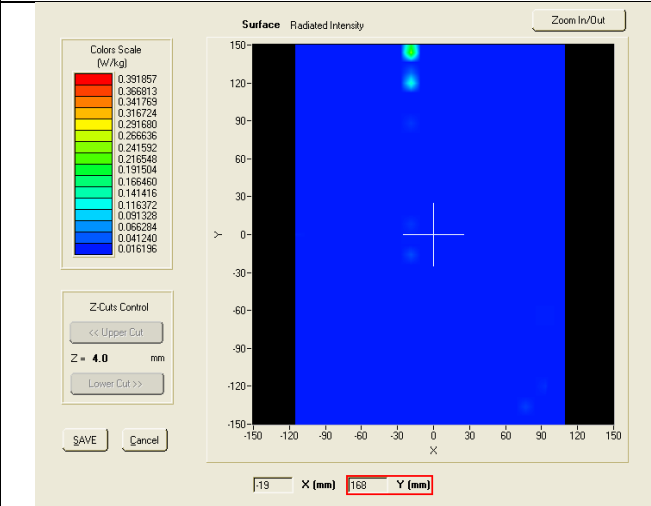 Surface Radiated Intensity
Zoom In/Out
Colors Scale
(W/kg)
0.391857
0.366813
0.341769
0.316724
0.291680
0.266636
0.241592
0.216548
0.191504
0.166460
0.141416
0.116372
0.091328
0.066284
0.041240
0.016196
150
120
90
60
30
0
-30
-60
-90
-120
-150
Y
-150 -120 -90 -60 -30 0 30 60 90 120 150
X
Z-Cuts Control
<< Upper Cut
Z = 4.0 mm
Lower Cut >>
SAVE Cancel
-19 X (mm) 168 Y (mm)